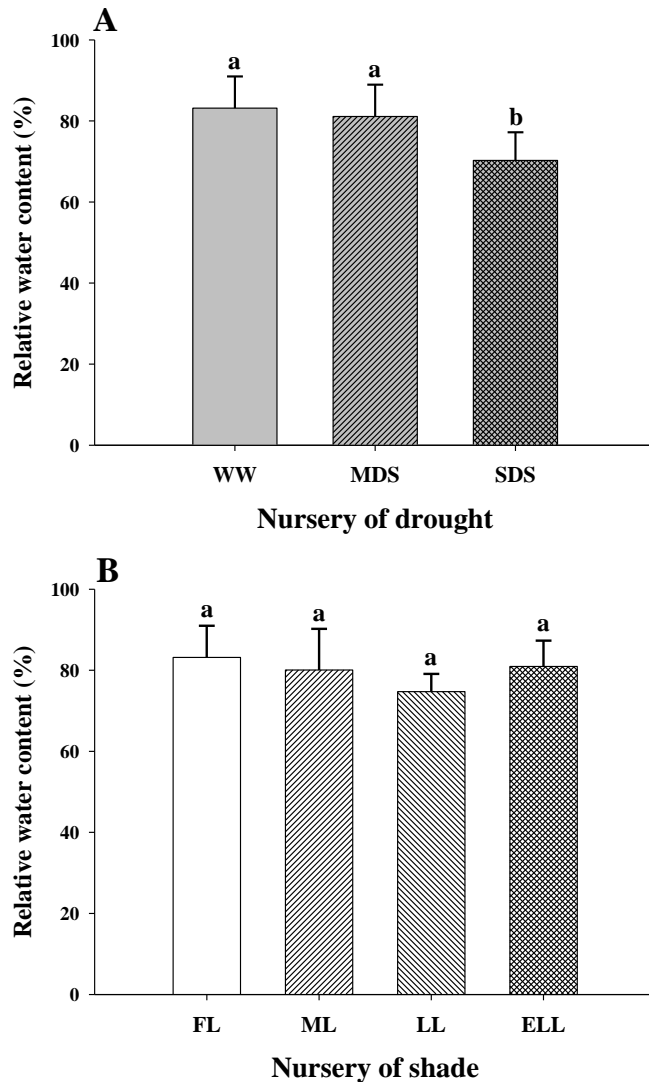 A
Relative water content (%)
100
80
60
40
20
0
a
a
b
WW MDS SDS
Nursery of drought
B
Relative water content (%)
100
80
60
40
20
0
a
a
a
a
FL ML LL ELL
Nursery of shade